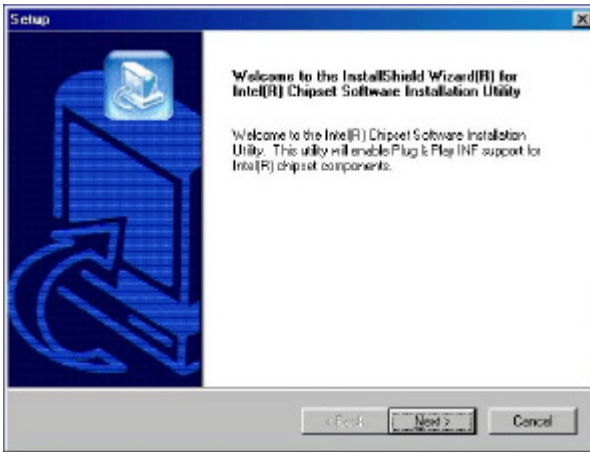 Setup
Welcome to the InstallShield Wizard(R) for
Intel(R) Chipset Software Installation Utility
Welcome to the Intel(R) Chipset Software Installation
Utility. This utility will enable Plug & Play INF support for
Intel(R) chipset components.
< Back
Next >
Cancel